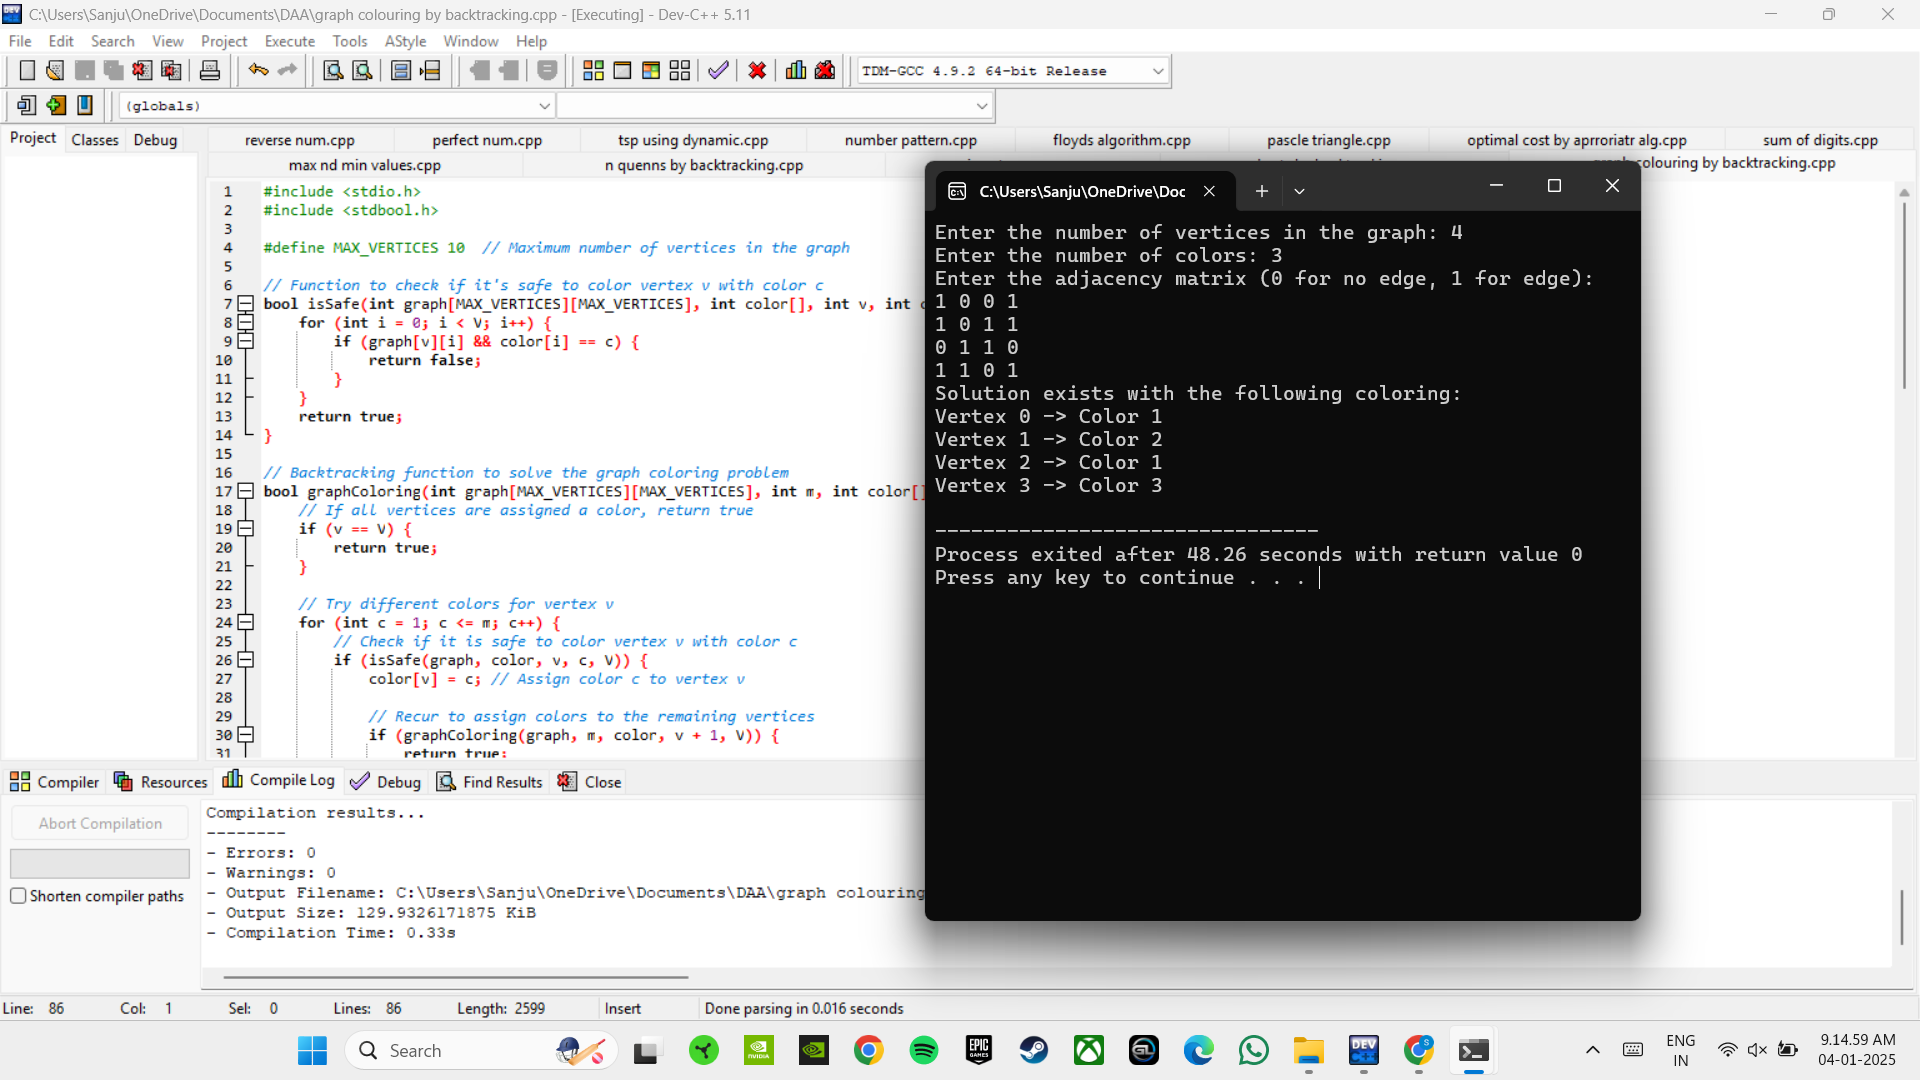 C:\Users\Sanju\OneDrive\Documents\DAA\graph colouring by backtracking.cpp - [Executing] - Dev-C++ 5.11
File Edit Search View Project Execute Tools AStyle Window Help
TDM-GCC 4.9.2 64-bit Release
(globals)
Project Classes Debug
reverse num.cpp perfect num.cpp tsp using dynamic.cpp number pattern.cpp floyds algorithm.cpp pascle triangle.cpp optimal cost by aprroriatr alg.cpp sum of digits.cpp
max nd min values.cpp n quenns by backtracking.cpp colouring by backtracking.cpp
1 #include <stdio.h>
2 #include <stdbool.h>
3
4 #define MAX_VERTICES 10 // Maximum number of vertices in the graph
5
6 // Function to check if it's safe to color vertex v with color c
7 bool isSafe(int graph[MAX_VERTICES][MAX_VERTICES], int color[], int v, int c
8 for (int i = 0; i < V; i++) {
9 if (graph[v][i] && color[i] == c) {
10 return false;
11 }
12 }
13 return true;
14 }
15
16 // Backtracking function to solve the graph coloring problem
17 bool graphColoring(int graph[MAX_VERTICES][MAX_VERTICES], int m, int color[]
18 // If all vertices are assigned a color, return true
19 if (v == V) {
20 return true;
21 }
22
23 // Try different colors for vertex v
24 for (int c = 1; c <= m; c++) {
25 // Check if it is safe to color vertex v with color c
26 if (isSafe(graph, color, v, c, V)) {
27 color[v] = c; // Assign color c to vertex v
28
29 // Recur to assign colors to the remaining vertices
30 if (graphColoring(graph, m, color, v + 1, V)) {
31 return true;
C:\Users\Sanju\OneDrive\Doc
Enter the number of vertices in the graph: 4
Enter the number of colors: 3
Enter the adjacency matrix (0 for no edge, 1 for edge):
1 0 0 1
1 0 1 1
0 1 1 0
1 1 0 1
Solution exists with the following coloring:
Vertex 0 -> Color 1
Vertex 1 -> Color 2
Vertex 2 -> Color 1
Vertex 3 -> Color 3
--------------------------------
Process exited after 48.26 seconds with return value 0
Press any key to continue . . .
Compiler Resources Compile Log Debug Find Results Close
Abort Compilation
Shorten compiler paths
Compilation results...
--------
- Errors: 0
- Warnings: 0
- Output Filename: C:\Users\Sanju\OneDrive\Documents\DAA\graph colouring
- Output Size: 129.9326171875 KiB
- Compilation Time: 0.33s
Line: 86 Col: 1 Sel: 0 Lines: 86 Length: 2599 Insert Done parsing in 0.016 seconds
Search
NVIDIA
EPIC GAMES
DEV C++
ENG
IN
9.14.59 AM
04-01-2025